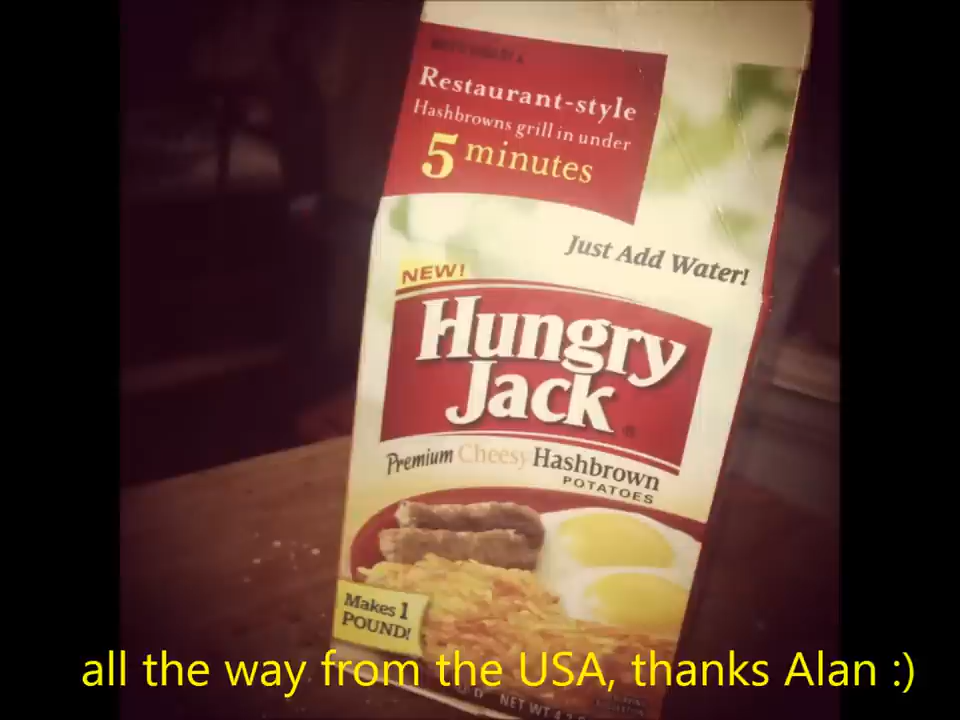 Restaurant-style
Hashbrowns grill in under
5 minutes
Just Add Water!
NEW!
Hungry
Jack
Premium Cheesy Hashbrown
POTATOES
Makes 1
POUND!
all the way from the USA, thanks Alan :)
NET WT